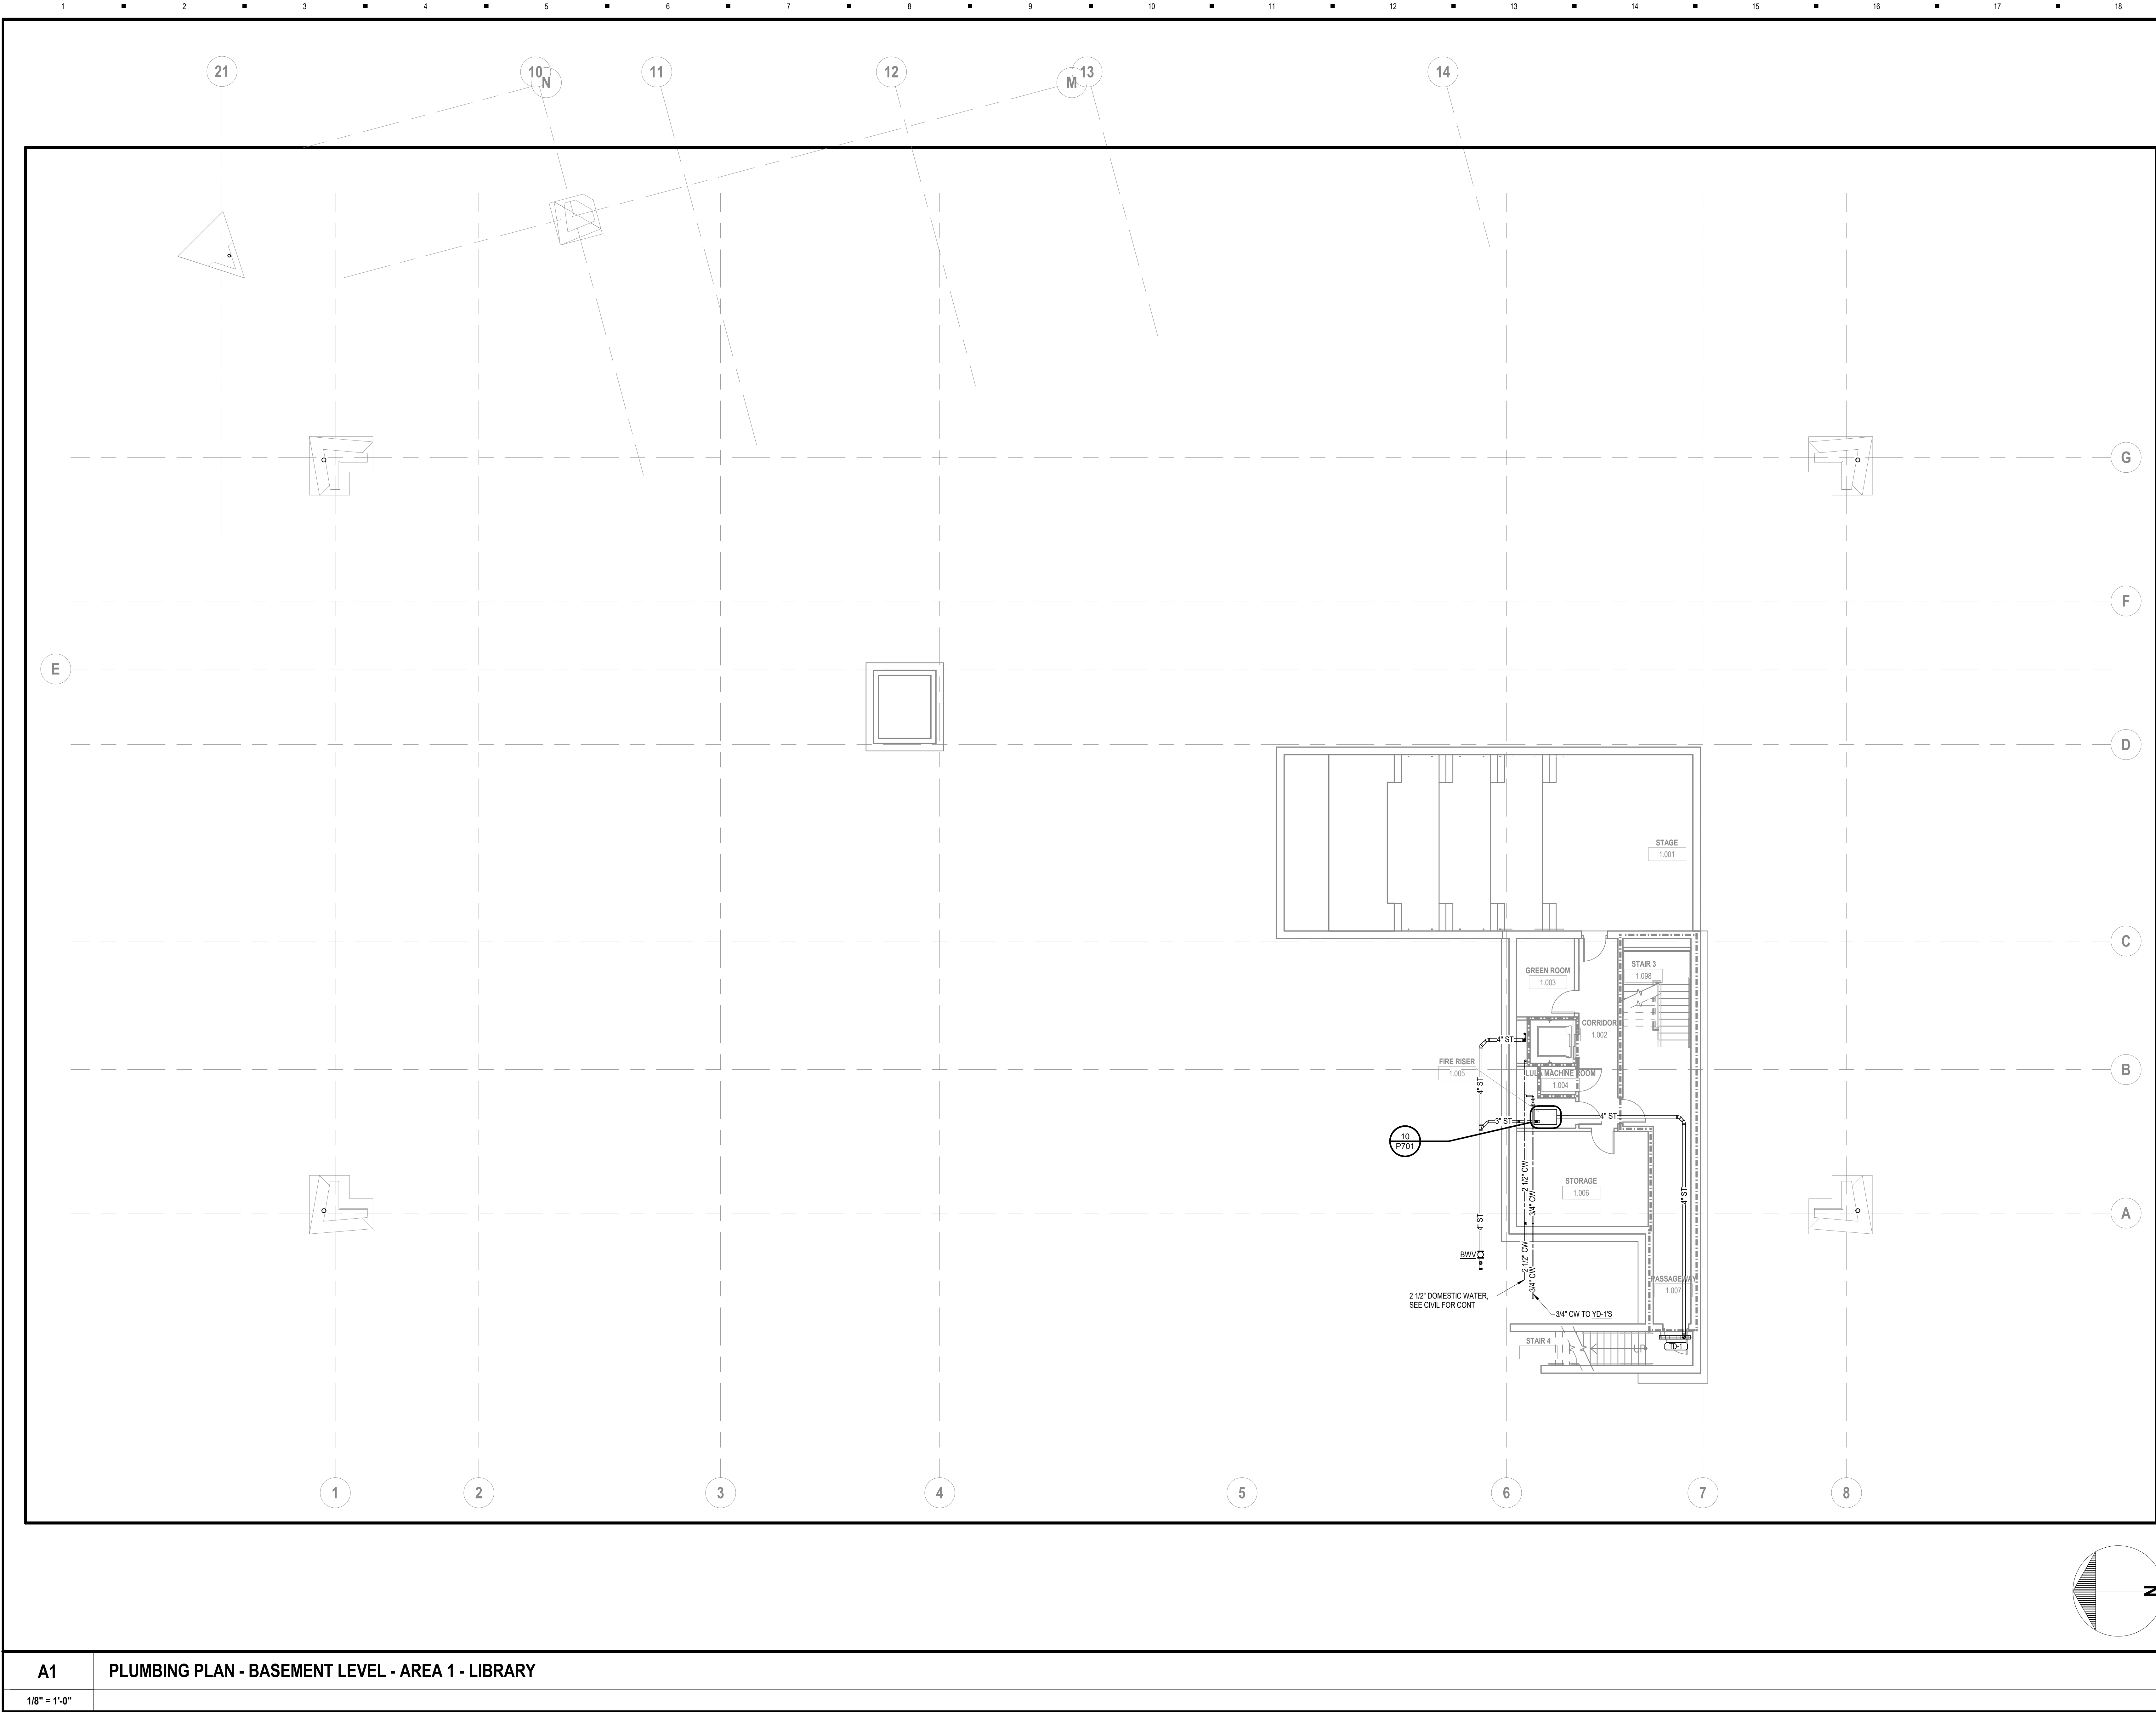 1 2 3 4 5 6 7 8 9 10 11 12 13 14 15 16 17 18
21 10 N 11 12 M 13 14
G
F
E
D
STAGE
1.001
C
GREEN ROOM
1.003
STAIR 3
1.098
CORRIDOR
1.002
4" ST
FIRE RISER
1.005
B
LULA MACHINE ROOM
1.004
4" ST
3" ST
4" ST
10
P701
2 1/2" CW
3/4" CW
STORAGE
1.006
4" ST
A
4" ST
BWV
2 1/2" CW
3/4" CW
PASSAGEWAY
1.007
2 1/2" DOMESTIC WATER,
SEE CIVIL FOR CONT
3/4" CW TO YD-1'S
STAIR 4
UP
TD-1
1 2 3 4 5 6 7 8
N
A1
PLUMBING PLAN - BASEMENT LEVEL - AREA 1 - LIBRARY
1/8" = 1'-0"